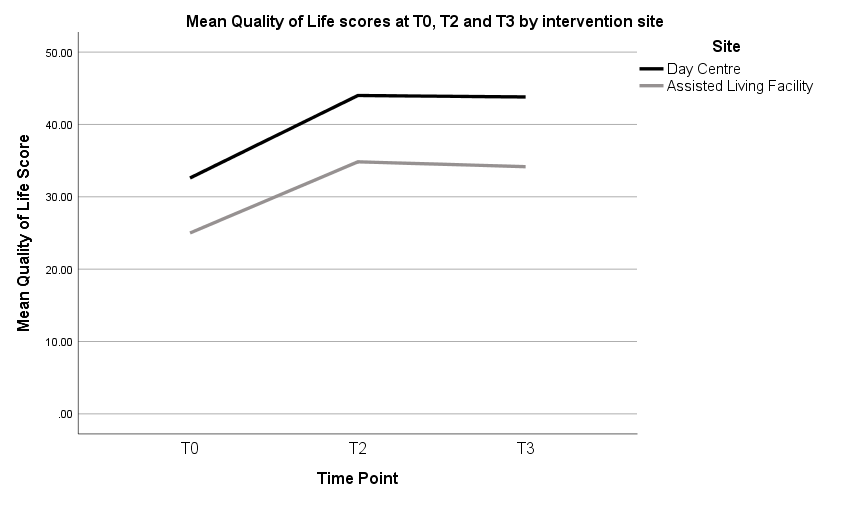 Mean Quality of Life scores at T0, T2 and T3 by intervention site
Site
Day Centre
Assisted Living Facility
Mean Quality of Life Score
50.00
40.00
30.00
20.00
10.00
.00
T0
T2
T3
Time Point